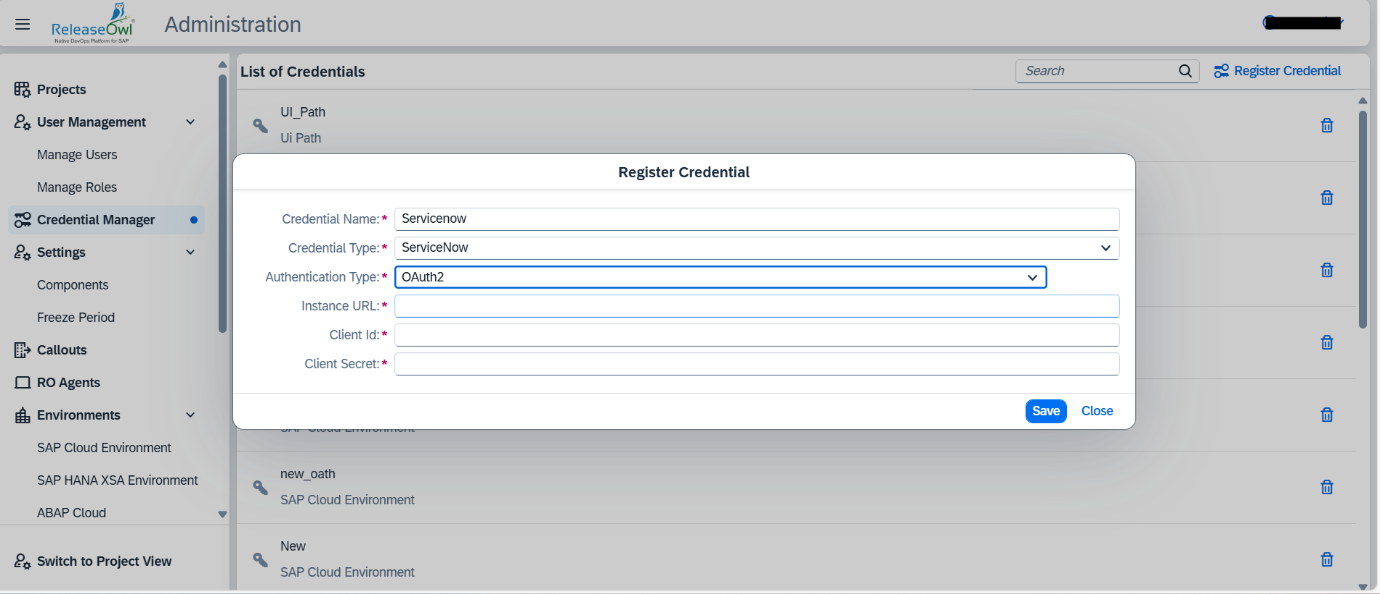 ReleaseOwl
Native DevOps Platform for SAP
Administration
Projects
User Management
Manage Users
Manage Roles
Credential Manager
Settings
Components
Freeze Period
Callouts
RO Agents
Environments
SAP Cloud Environment
SAP HANA XSA Environment
ABAP Cloud
Switch to Project View
List of Credentials
Search
Register Credential
UI_Path
Ui Path
Register Credential
Credential Name:* Servicenow
Credential Type:* ServiceNow
Authentication Type:* OAuth2
Instance URL:*
Client Id:*
Client Secret:*
Save Close
SAP Cloud Environment
new_oath
SAP Cloud Environment
New
SAP Cloud Environment